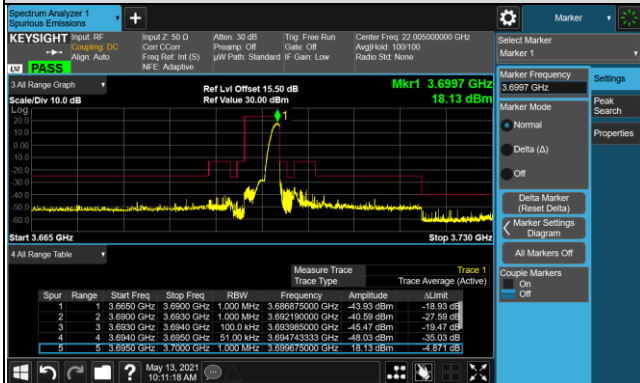 Spectrum Analyzer 1
Spurious Emissions
Marker
KEYSIGHT
Input: RF
Coupling: DC
Align: Auto
Input Z: 50 Ω
Corr CCorr
Freq Ref: Int (S)
NFE: Adaptive
Atten: 30 dB
Preamp: Off
µW Path: Standard
Trig: Free Run
Gate: Off
IF Gain: Low
Center Freq: 22.005000000 GHz
Avg|Hold: 100/100
Radio Std: None
LXI
PASS
Select Marker
Marker 1
3 All Range Graph
Scale/Div 10.0 dB
Ref Lvl Offset 15.50 dB
Ref Value 30.00 dBm
Mkr1 3.6997 GHz
18.13 dBm
Log
20.0
10.0
0.00
-10.0
-20.0
-30.0
-40.0
-50.0
-60.0
1
Start 3.665 GHz
Stop 3.730 GHz
4 All Range Table
Measure Trace Trace 1
Trace Type Trace Average (Active)
Spur Range Start Freq Stop Freq RBW Frequency Amplitude ΔLimit
1 1 3.6650 GHz 3.6900 GHz 1.000 MHz 3.686875000 GHz -43.93 dBm -18.93 dB
2 2 3.6900 GHz 3.6930 GHz 1.000 MHz 3.692190000 GHz -40.59 dBm -27.59 dB
3 3 3.6930 GHz 3.6940 GHz 100.0 kHz 3.693985000 GHz -45.47 dBm -19.47 dB
4 4 3.6940 GHz 3.6950 GHz 51.00 kHz 3.694743333 GHz -48.03 dBm -35.03 dB
5 5 3.6950 GHz 3.7000 GHz 1.000 MHz 3.699675000 GHz 18.13 dBm -4.871 dB
Marker Frequency
3.6997 GHz
Marker Mode
Normal
Delta (Δ)
Off
Delta Marker
(Reset Delta)
Marker Settings
Diagram
All Markers Off
Couple Markers
On
Off
Settings
Peak
Search
Properties
?
May 13, 2021
10:11:18 AM